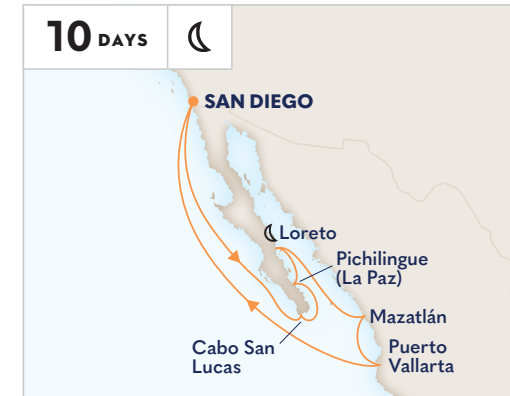 10 DAYS
SAN DIEGO
Loreto
Pichilingue
(La Paz)
Mazatlán
Cabo San
Lucas
Puerto
Vallarta